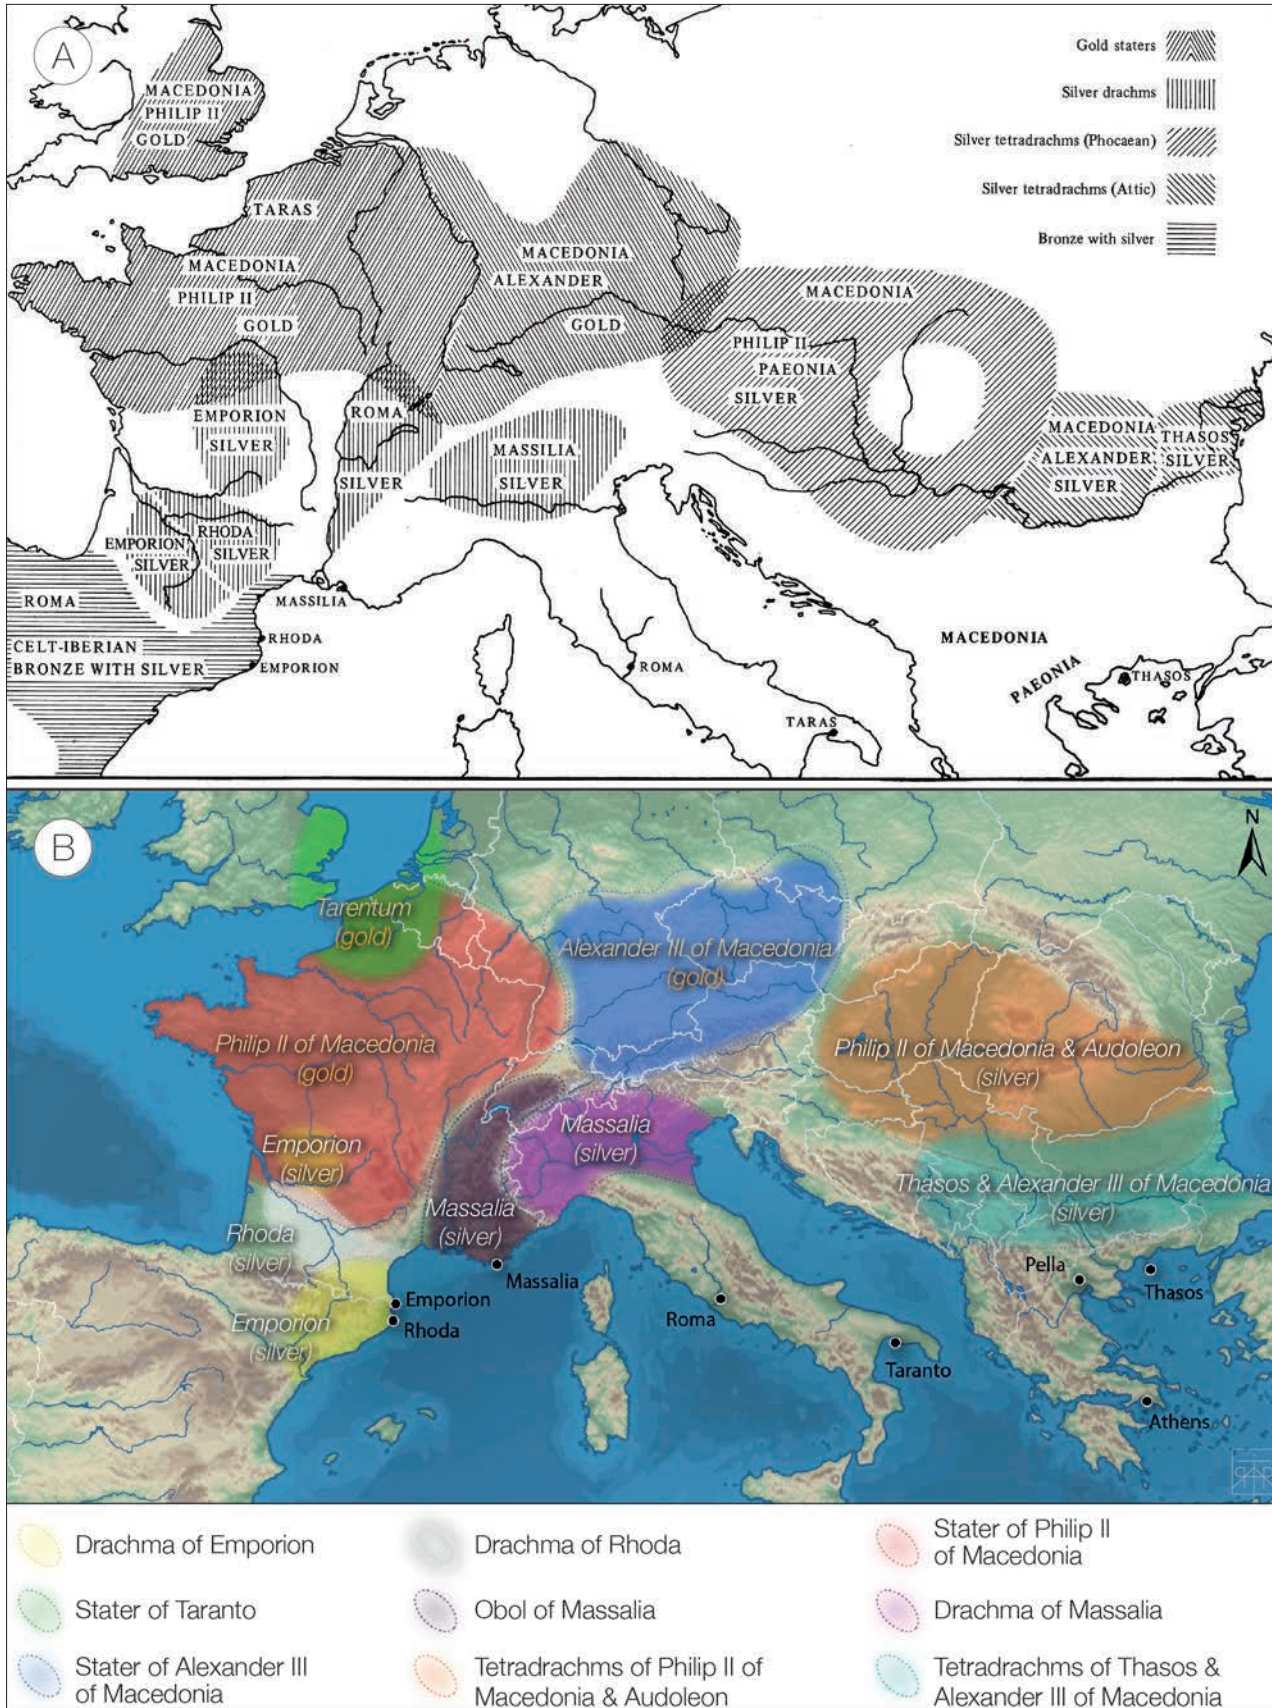 A
Gold staters
Silver drachms
Silver tetradrachms (Phocaean)
Silver tetradrachms (Attic)
Bronze with silver
MACEDONIA
PHILIP II
GOLD
TARAS
MACEDONIA
PHILIP II
GOLD
MACEDONIA
ALEXANDER
GOLD
MACEDONIA
PHILIP II
PAEONIA
SILVER
EMPORION
SILVER
ROMA
SILVER
MASSILIA
SILVER
MACEDONIA
ALEXANDER
SILVER
THASOS
SILVER
EMPORION
SILVER
RHODA
SILVER
ROMA
CELT-IBERIAN
BRONZE WITH SILVER
MASSILIA
RHODA
EMPORION
ROMA
TARAS
MACEDONIA
PAEONIA
THASOS
B
N
Tarentum
(gold)
Alexander III of Macedonia
(gold)
Philip II of Macedonia
(gold)
Philip II of Macedonia & Audoleon
(silver)
Emporion
(silver)
Massalia
(silver)
Massalia
(silver)
Thasos & Alexander III of Macedonia
(silver)
Rhoda
(silver)
Emporion
(silver)
Massalia
Emporion
Rhoda
Roma
Pella
Thasos
Taranto
Athens
Drachma of Emporion
Drachma of Rhoda
Stater of Philip II
of Macedonia
Stater of Taranto
Obol of Massalia
Drachma of Massalia
Stater of Alexander III
of Macedonia
Tetradrachms of Philip II of
Macedonia & Audoleon
Tetradrachms of Thasos &
Alexander III of Macedonia